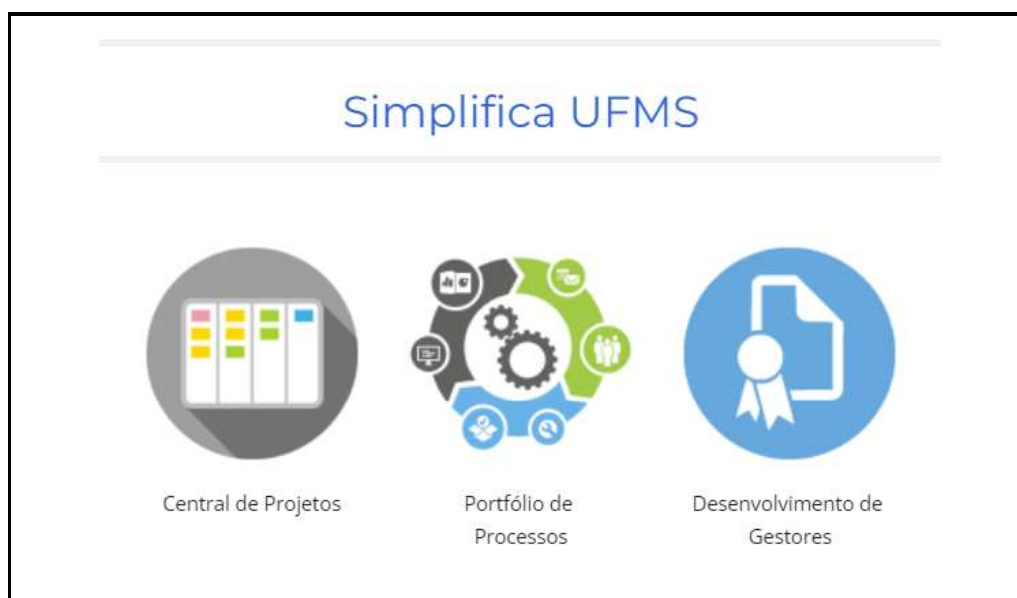 Simplifica UFMS
Central de Projetos
Portfólio de
Processos
Desenvolvimento de
Gestores